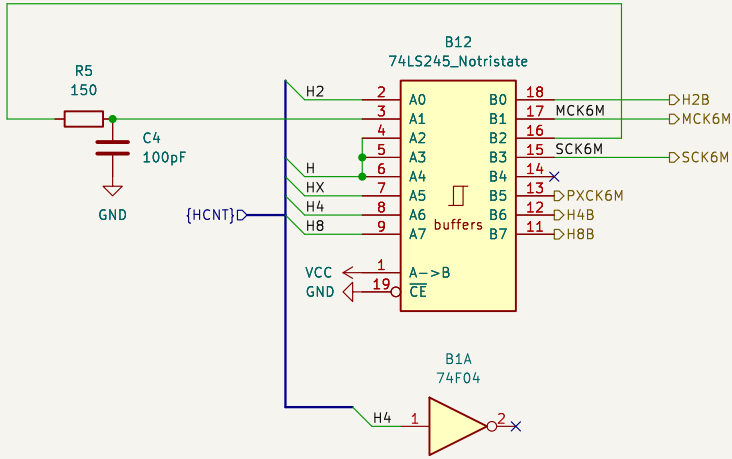 B12
74LS245_Notristate
R5
150
H2 2 A0 B0 18 H2B
3 A1 B1 17 MCK6M MCK6M
C4
100pF
4 A2 B2 16
5 A3 B3 15 SCK6M SCK6M
H 6 A4 B4 14
HX 7 A5 B5 13 PXCK6M
GND
{HCNT}
H4 8 A6 B6 12 H4B
buffers
H8 9 A7 B7 11 H8B
VCC 1 A->B
GND 19 CE
B1A
74F04
H4 1 2